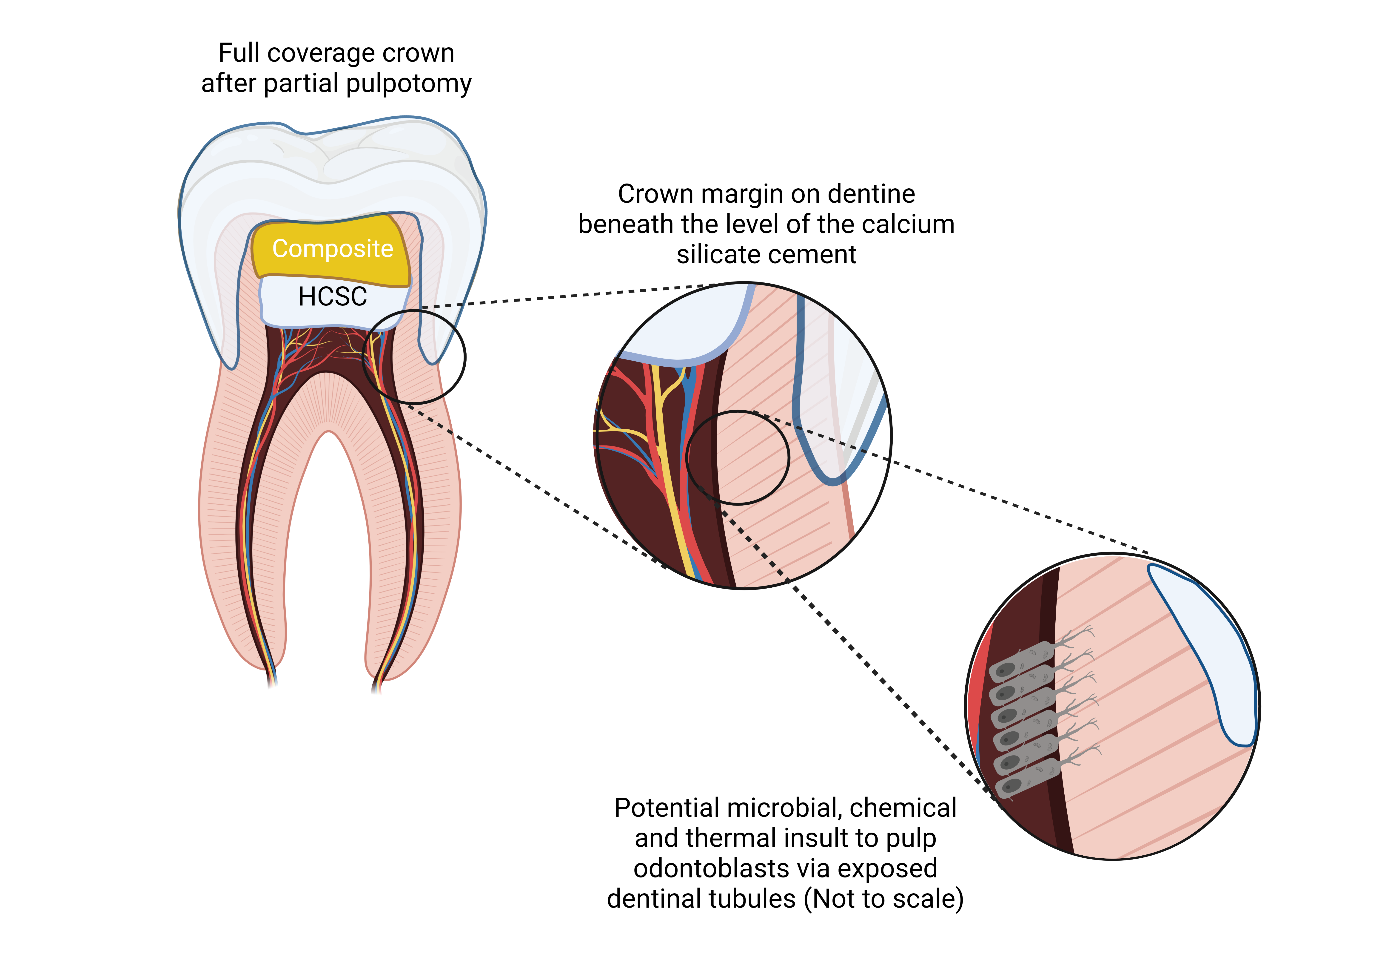 Full coverage crown
after partial pulpotomy
Crown margin on dentine
beneath the level of the calcium
silicate cement
Composite
HCSC
Potential microbial, chemical
and thermal insult to pulp
odontoblasts via exposed
dentinal tubules (Not to scale)